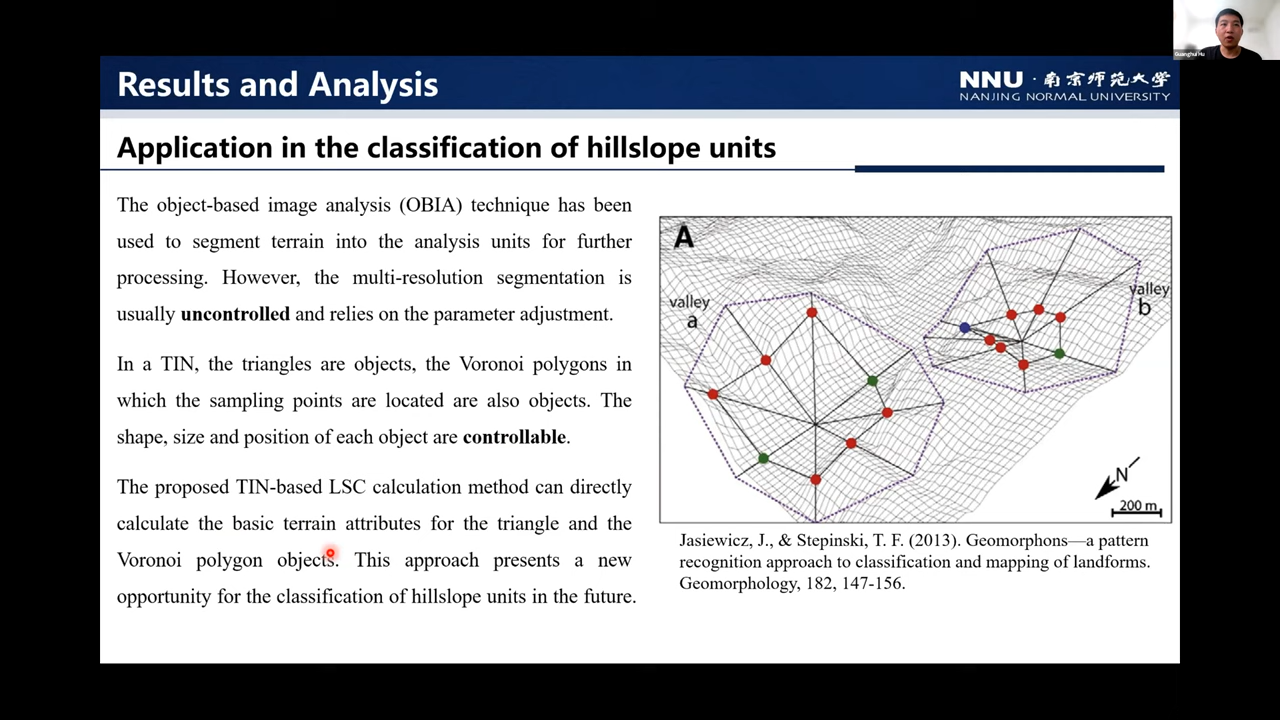 Guanghui Hu
Results and Analysis
NNU · 南京师范大学
NANJING NORMAL UNIVERSITY
Application in the classification of hillslope units
The object-based image analysis (OBIA) technique has been
used to segment terrain into the analysis units for further
processing. However, the multi-resolution segmentation is
usually uncontrolled and relies on the parameter adjustment.
In a TIN, the triangles are objects, the Voronoi polygons in
which the sampling points are located are also objects. The
shape, size and position of each object are controllable.
The proposed TIN-based LSC calculation method can directly
calculate the basic terrain attributes for the triangle and the
Voronoi polygon objects. This approach presents a new
opportunity for the classification of hillslope units in the future.
A
valley
a
valley
b
N
200 m
Jasiewicz, J., & Stepinski, T. F. (2013). Geomorphons—a pattern
recognition approach to classification and mapping of landforms.
Geomorphology, 182, 147-156.